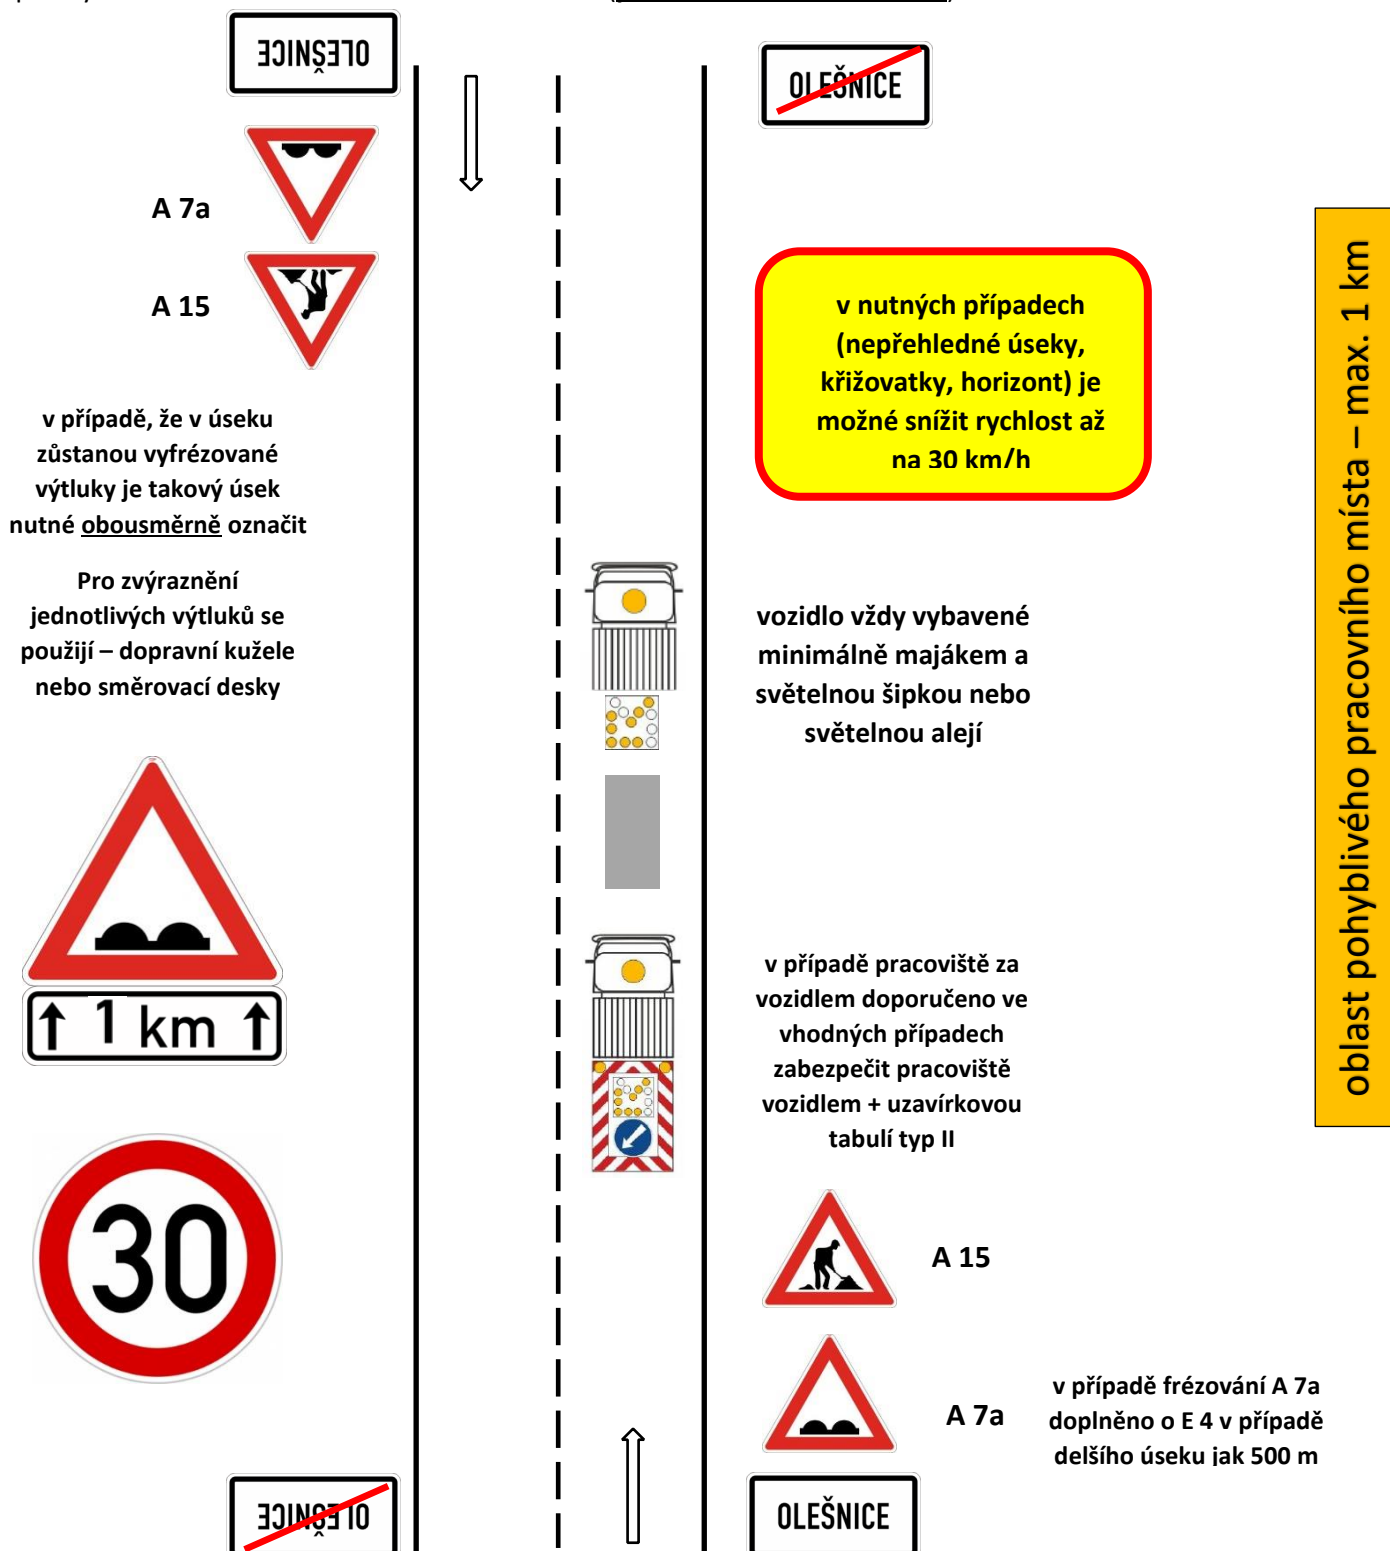 OLEŠNICE
OLEŠNICE
A 7a
A 15
v nutných případech
(nepřehledné úseky,
křižovatky, horizont) je
možné snížit rychlost až
na 30 km/h
oblast pohyblivého pracovního místa – max. 1 km
v případě, že v úseku
zůstanou vyfrézované
výtluky je takový úsek
nutné obousměrně označit
Pro zvýraznění
jednotlivých výtluků se
použijí – dopravní kužele
nebo směrovací desky
vozidlo vždy vybavené
minimálně majákem a
světelnou šipkou nebo
světelnou alejí
1 km
v případě pracoviště za
vozidlem doporučeno ve
vhodných případech
zabezpečit pracoviště
vozidlem + uzavírkovou
tabulí typ II
30
A 15
A 7a
v případě frézování A 7a
doplněno o E 4 v případě
delšího úseku jak 500 m
OLEŠNICE
OLEŠNICE